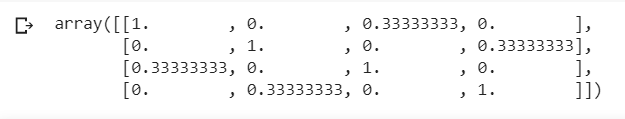 array([[1.        , 0.        , 0.33333333, 0.        ],
       [0.        , 1.        , 0.        , 0.33333333],
       [0.33333333, 0.        , 1.        , 0.        ],
       [0.        , 0.33333333, 0.        , 1.        ]])